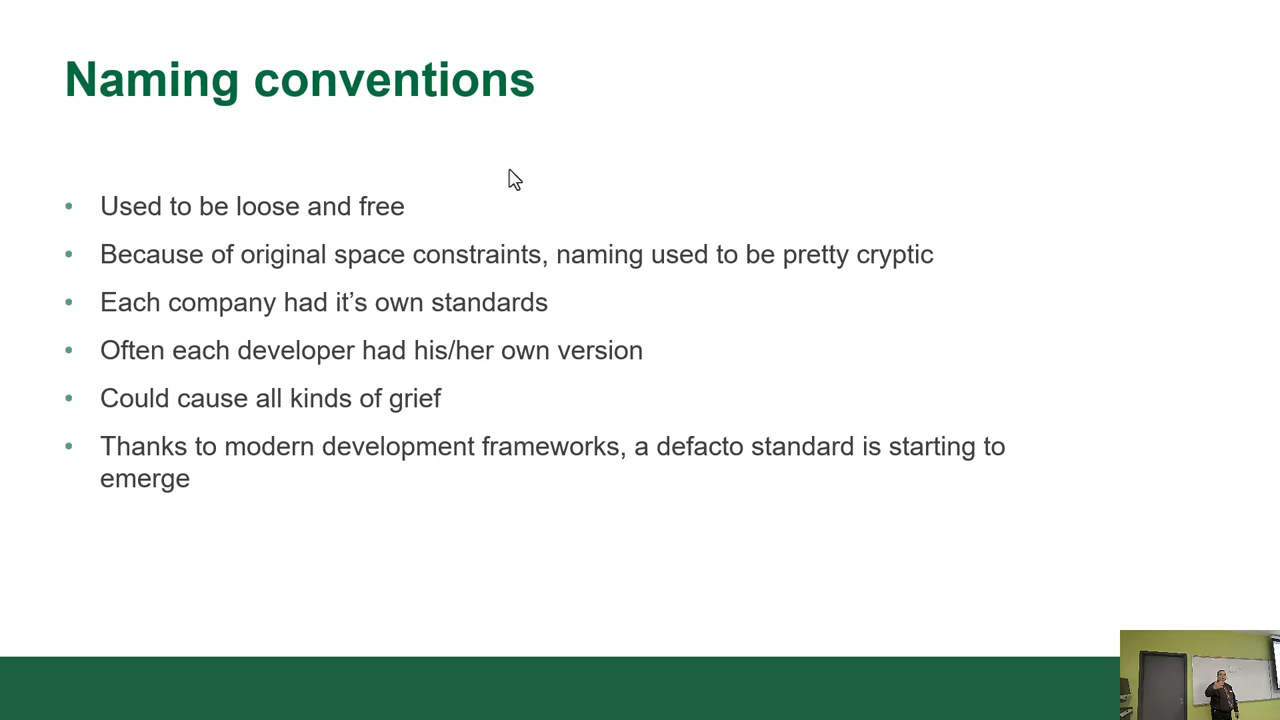 Naming conventions
• Used to be loose and free
• Because of original space constraints, naming used to be pretty cryptic
• Each company had it’s own standards
• Often each developer had his/her own version
• Could cause all kinds of grief
• Thanks to modern development frameworks, a defacto standard is starting to
emerge